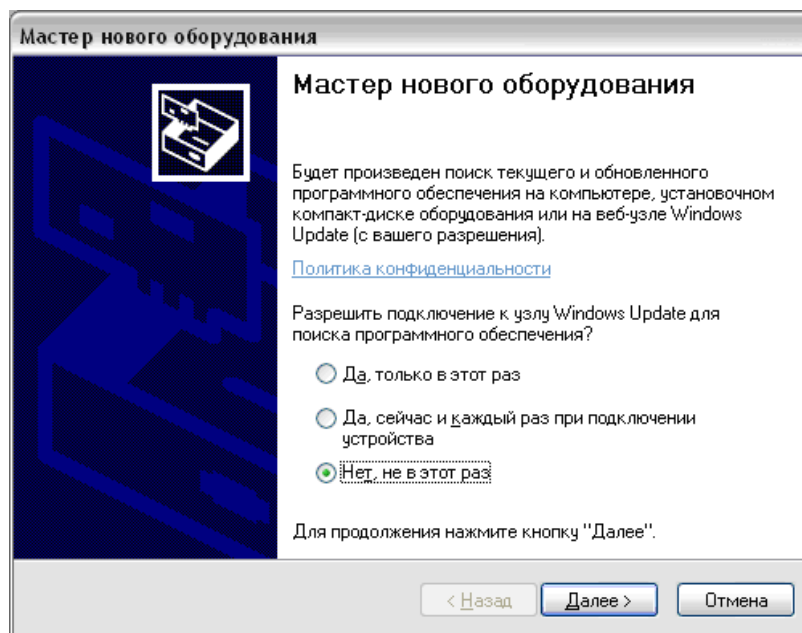 Мастер нового оборудования
Мастер нового оборудования
Будет произведен поиск текущего и обновленного
программного обеспечения на компьютере, установочном
компакт-диске оборудования или на веб-узле Windows
Update (с вашего разрешения).
Политика конфиденциальности
Разрешить подключение к узлу Windows Update для
поиска программного обеспечения?
Да, только в этот раз
Да, сейчас и каждый раз при подключении
устройства
Нет, не в этот раз
Для продолжения нажмите кнопку "Далее".
< Назад Далее > Отмена